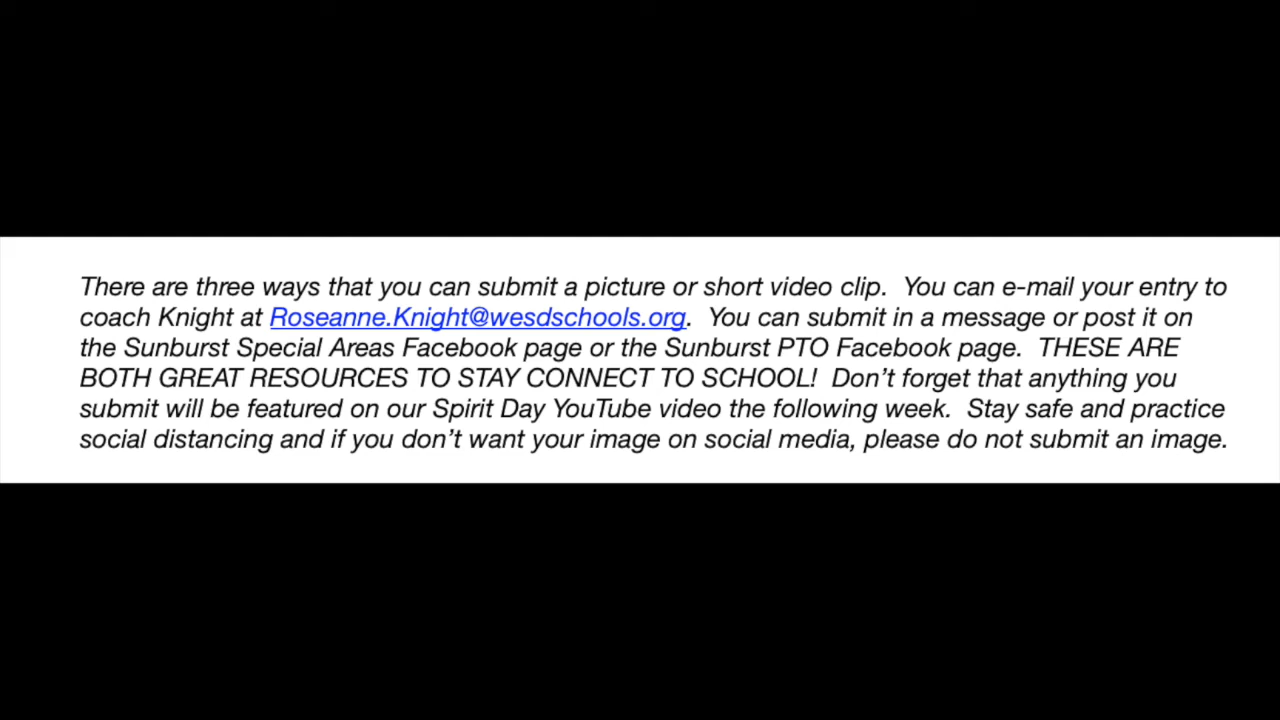 There are three ways that you can submit a picture or short video clip.  You can e-mail your entry to
coach Knight at Roseanne.Knight@wesdschools.org.  You can submit in a message or post it on
the Sunburst Special Areas Facebook page or the Sunburst PTO Facebook page.  THESE ARE
BOTH GREAT RESOURCES TO STAY CONNECT TO SCHOOL!  Don’t forget that anything you
submit will be featured on our Spirit Day YouTube video the following week.  Stay safe and practice
social distancing and if you don’t want your image on social media, please do not submit an image.